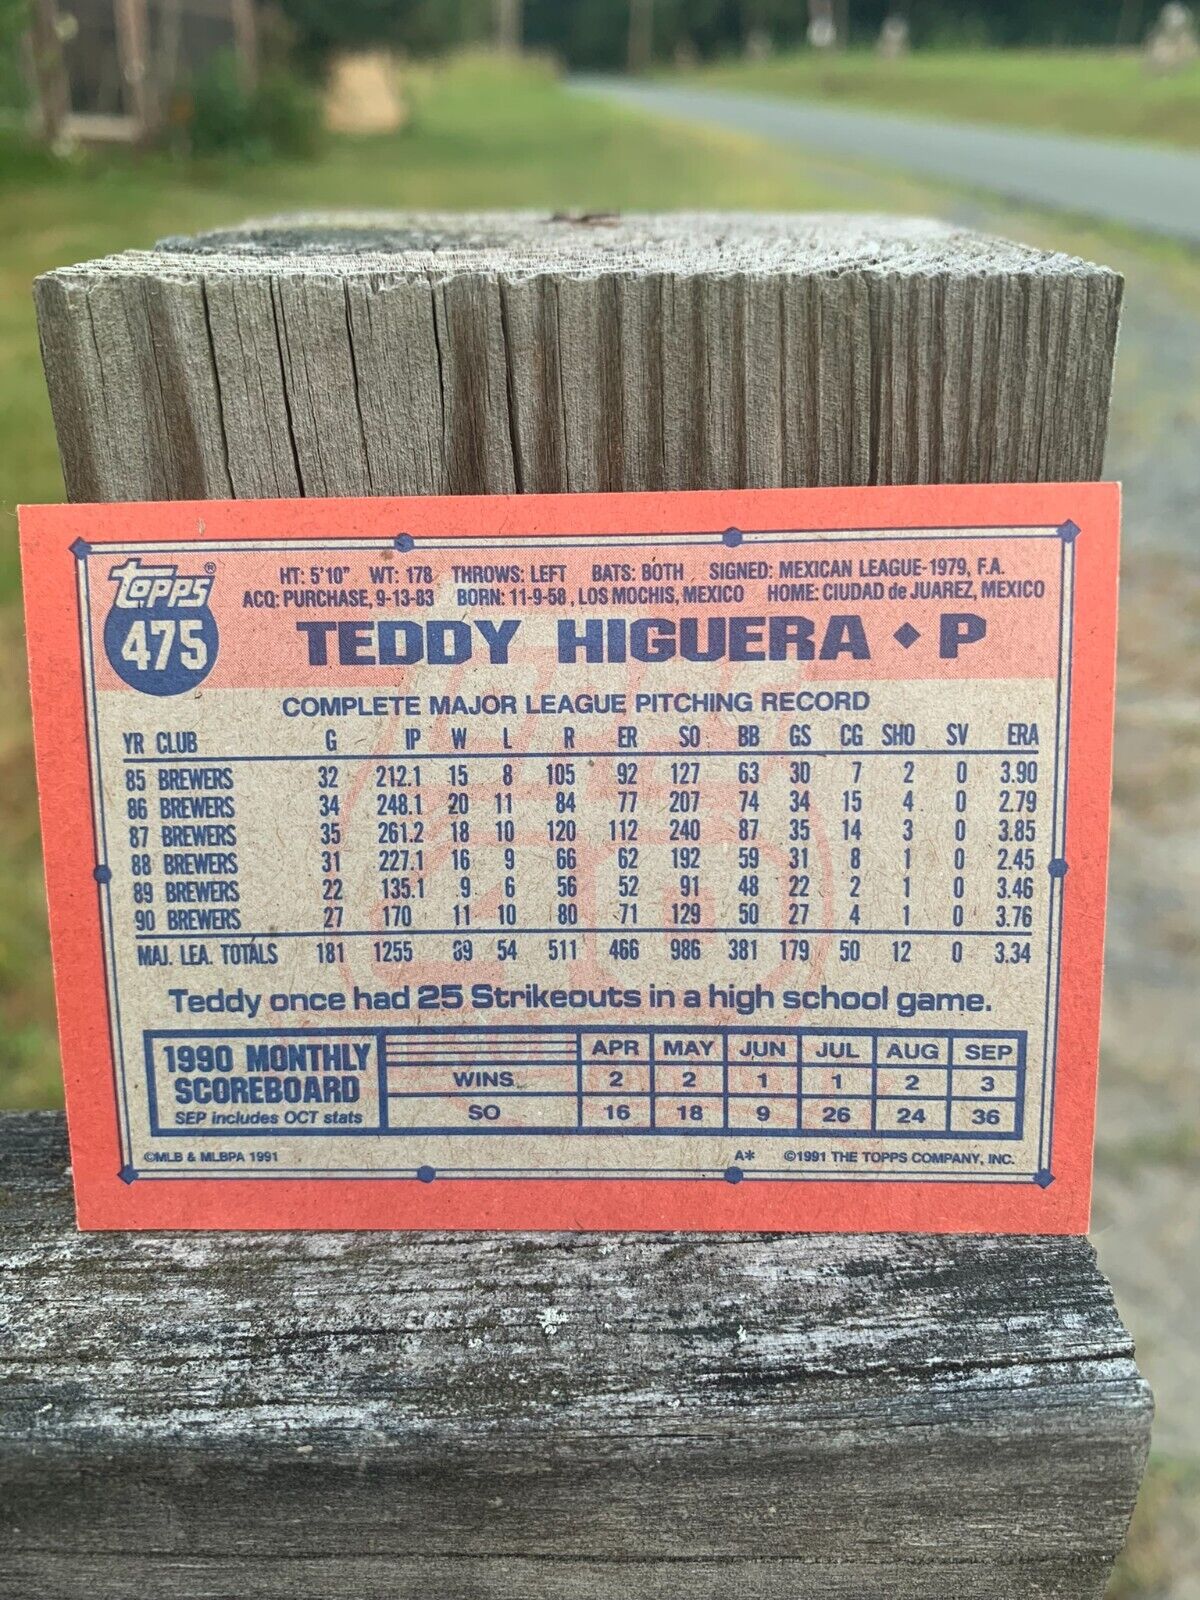 TOPPS®
475
HT: 5'10" WT: 178 THROWS: LEFT BATS: BOTH SIGNED: MEXICAN LEAGUE-1979, F.A.
ACQ: PURCHASE, 9-13-83 BORN: 11-9-58, LOS MOCHIS, MEXICO HOME: CIUDAD de JUAREZ, MEXICO
TEDDY HIGUERA ◆ P
COMPLETE MAJOR LEAGUE PITCHING RECORD
YR CLUB G IP W L R ER SO BB GS CG SHO SV ERA
85 BREWERS 32 212.1 15 8 105 92 127 63 30 7 2 0 3.90
86 BREWERS 34 248.1 20 11 84 77 207 74 34 15 4 0 2.79
87 BREWERS 35 261.2 18 10 120 112 240 87 35 14 3 0 3.85
88 BREWERS 31 227.1 16 9 66 62 192 59 31 8 1 0 2.45
89 BREWERS 22 135.1 9 6 56 52 91 48 22 2 1 0 3.46
90 BREWERS 27 170 11 10 80 71 129 50 27 4 1 0 3.76
MAJ. LEA. TOTALS 181 1255 89 54 511 466 986 381 179 50 12 0 3.34
Teddy once had 25 Strikeouts in a high school game.
1990 MONTHLY SCOREBOARD
SEP includes OCT stats
APR MAY JUN JUL AUG SEP
WINS 2 2 1 1 2 3
SO 16 18 9 26 24 36
©MLB & MLBPA 1991 A* ©1991 THE TOPPS COMPANY, INC.